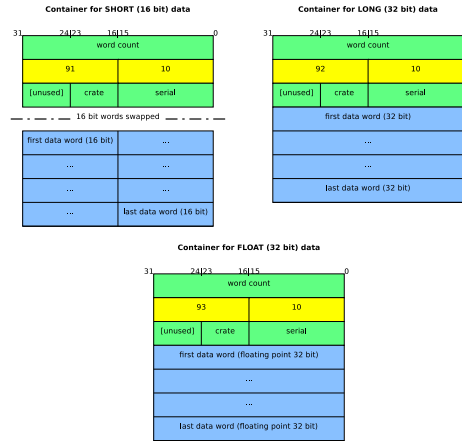 Container for SHORT (16 bit) data
31 24|23 16|15 0
word count
91 10
[unused] crate serial
16 bit words swapped
first data word (16 bit) ...
... ...
... ...
... last data word (16 bit)
Container for LONG (32 bit) data
31 24|23 16|15
word count
92 10
[unused] crate serial
first data word (32 bit)
...
...
last data word (32 bit)
Container for FLOAT (32 bit) data
31 24|23 16|15 0
word count
93 10
[unused] crate serial
first data word (floating point 32 bit)
...
...
last data word (floating point 32 bit)